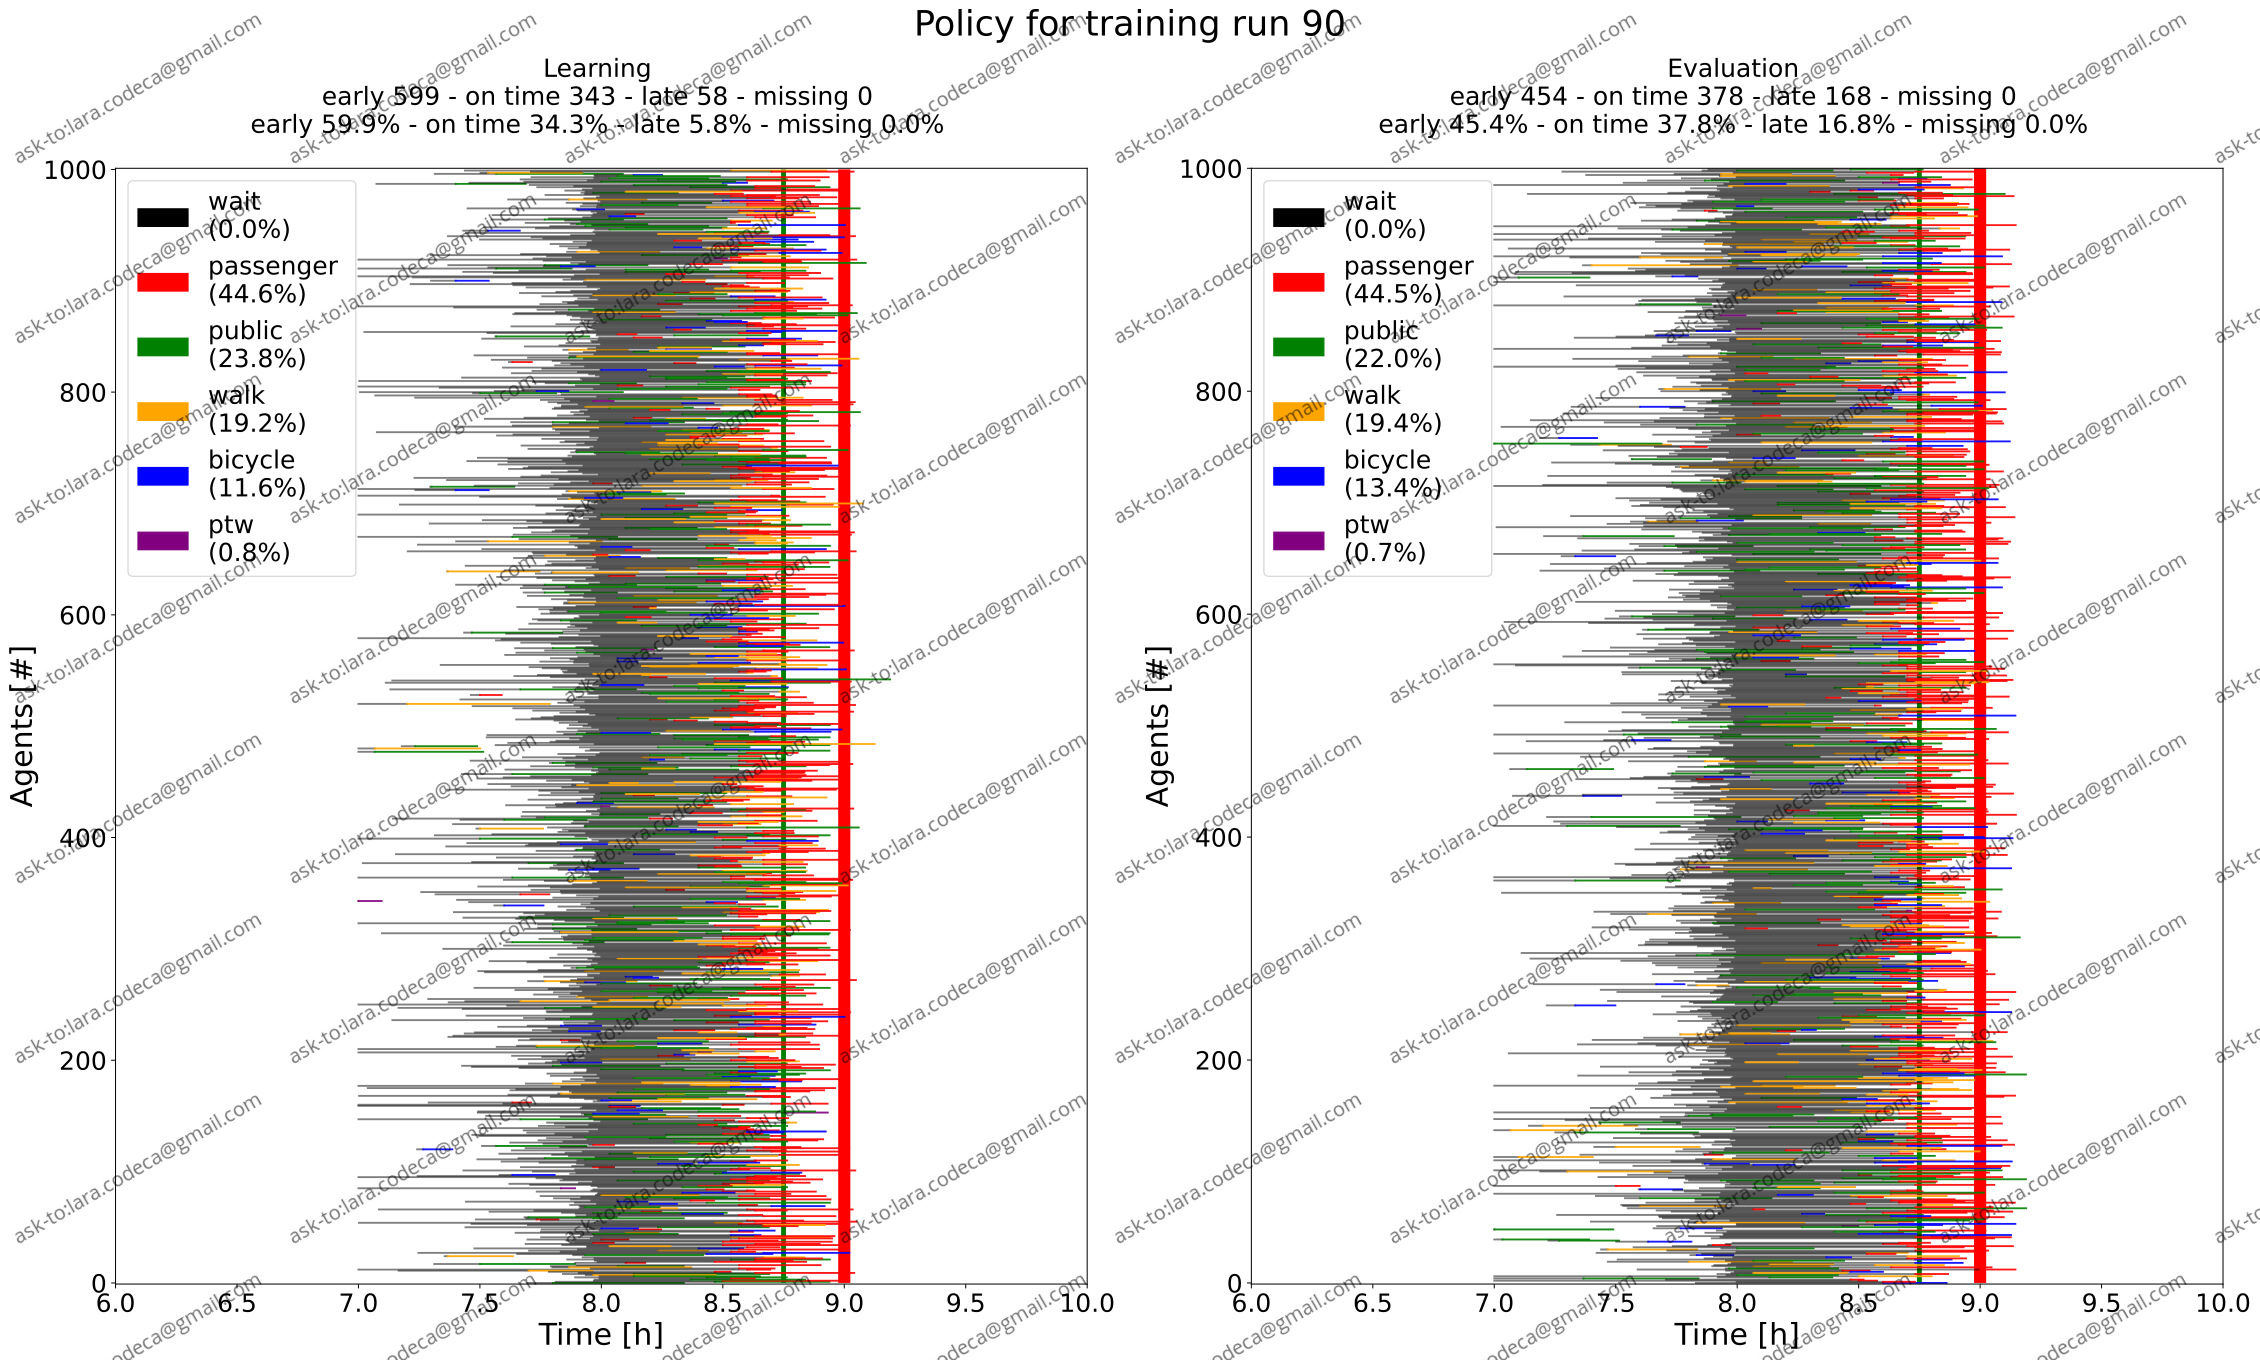 Policy for training run 90
Learning
early 599 - on time 343 - late 58 - missing 0
early 59.9% - on time 34.3% - late 5.8% - missing 0.0%
1000
800
600
400
200
0
Agents [#]
wait
(0.0%)
passenger
(44.6%)
public
(23.8%)
walk
(19.2%)
bicycle
(11.6%)
ptw
(0.8%)
6.0 6.5 7.0 7.5 8.0 8.5 9.0 9.5 10.0
Time [h]
Evaluation
early 454 - on time 378 - late 168 - missing 0
early 45.4% - on time 37.8% - late 16.8% - missing 0.0%
1000
800
600
400
200
0
Agents [#]
wait
(0.0%)
passenger
(44.5%)
public
(22.0%)
walk
(19.4%)
bicycle
(13.4%)
ptw
(0.7%)
6.0 6.5 7.0 7.5 8.0 8.5 9.0 9.5 10.0
Time [h]
ask-to:lara.codeca@gmail.com